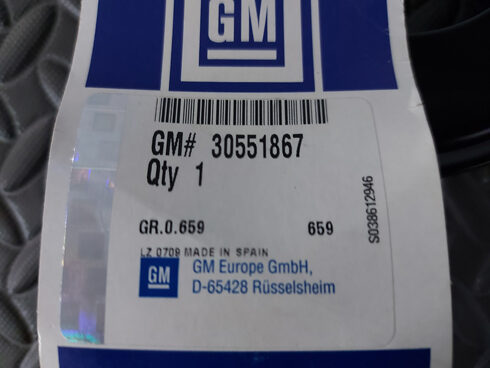 GM
GM# 30551867
Qty 1
GR.0.659 659
S038612946
LZ 0709 MADE IN SPAIN
GM
GM Europe GmbH,
D-65428 Rüsselsheim